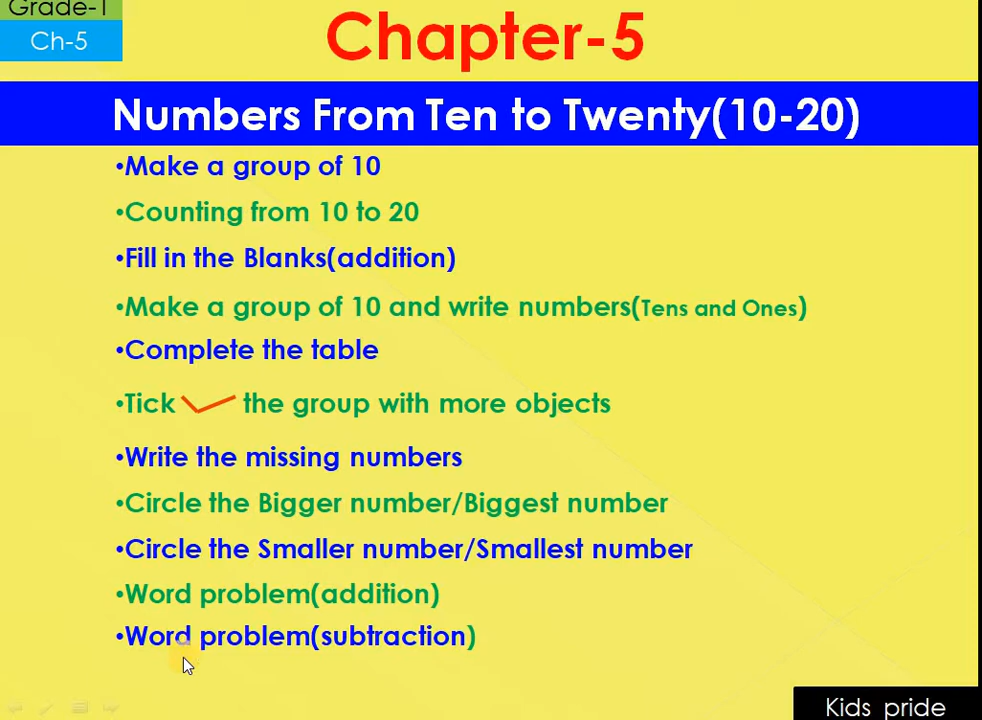 Grade-1
Ch-5
Chapter-5
Numbers From Ten to Twenty(10-20)
•Make a group of 10
•Counting from 10 to 20
•Fill in the Blanks(addition)
•Make a group of 10 and write numbers(Tens and Ones)
•Complete the table
•Tick the group with more objects
•Write the missing numbers
•Circle the Bigger number/Biggest number
•Circle the Smaller number/Smallest number
•Word problem(addition)
•Word problem(subtraction)
Kids pride